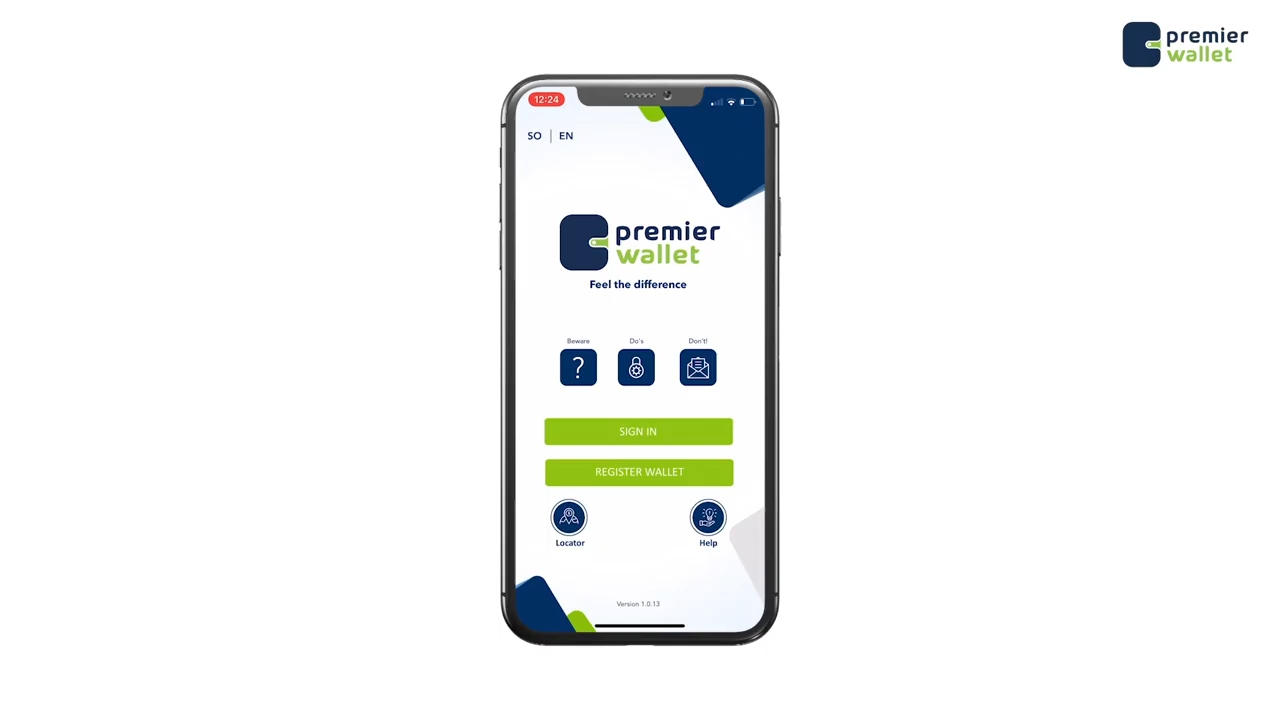 premier
wallet
12:24
SO | EN
premier
wallet
Feel the difference
Beware
Do's
Don't!
?
SIGN IN
REGISTER WALLET
Locator
Help
Version 1.0.13